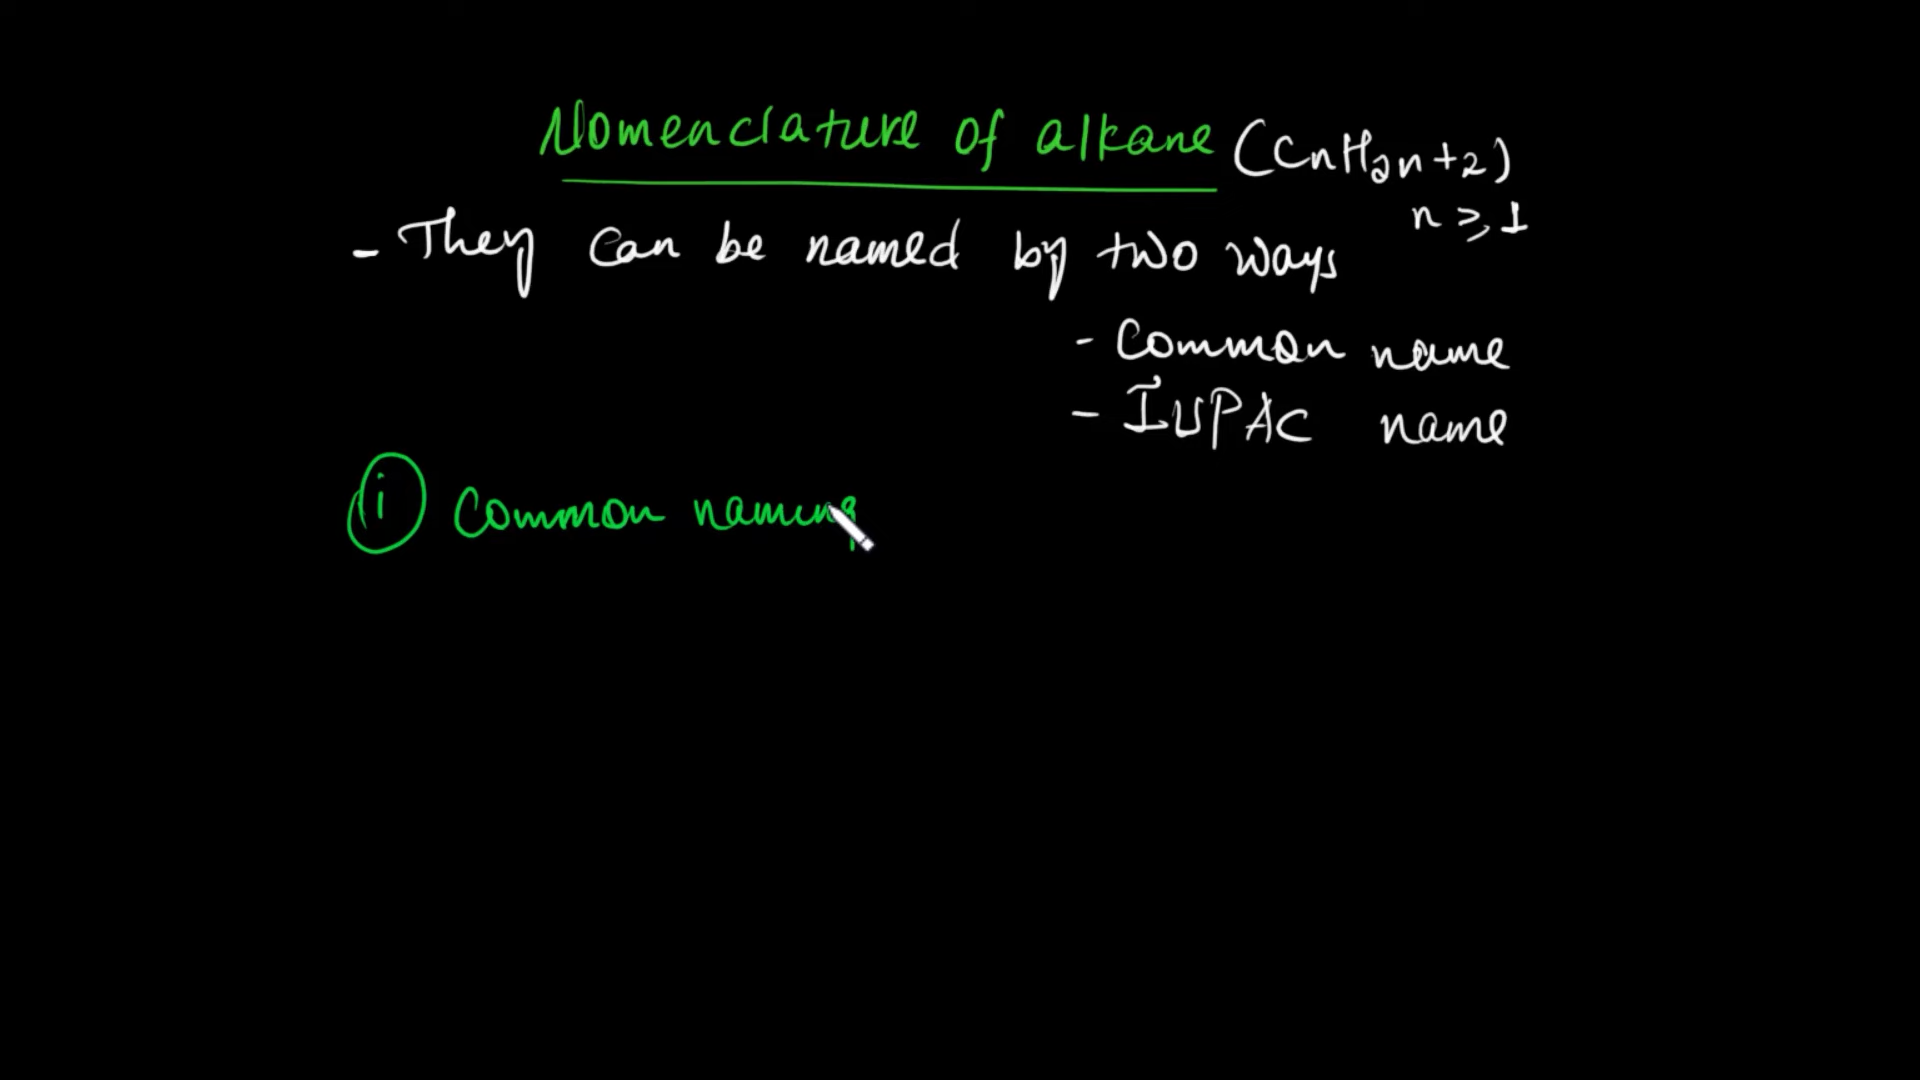 Nomenclature of alkane (CnH2n+2)
n ≥ 1
- They can be named by two ways
- Common name
- IUPAC name
(i) Common naming